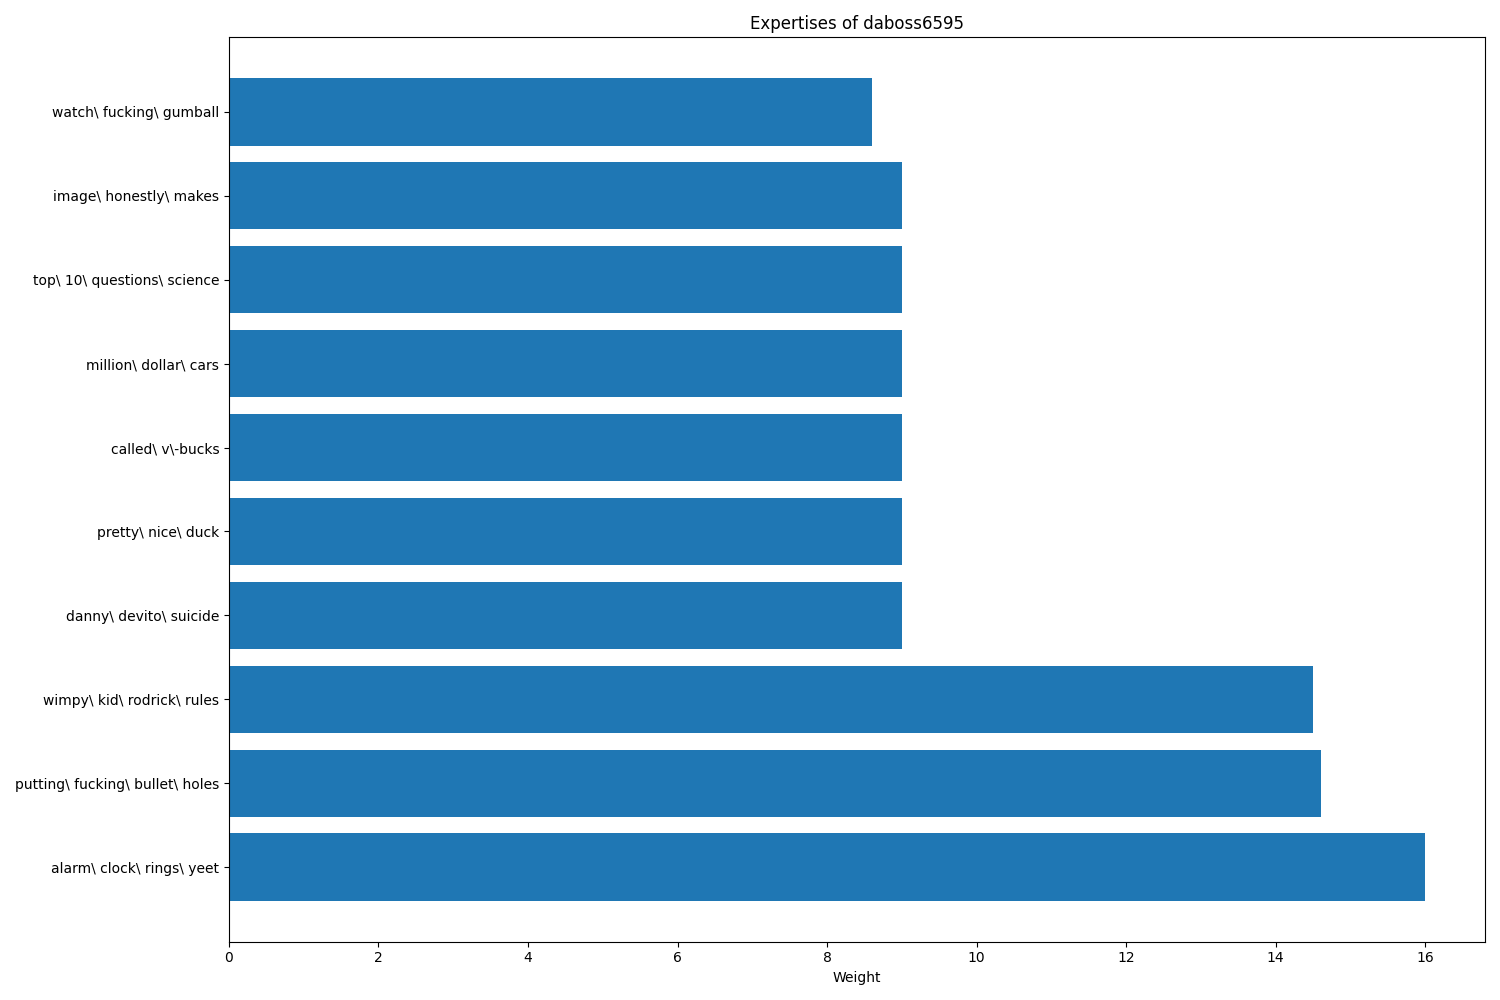 Expertises of daboss6595
watch\ fucking\ gumball
image\ honestly\ makes
top\ 10\ questions\ science
million\ dollar\ cars
called\ v\-bucks
pretty\ nice\ duck
danny\ devito\ suicide
wimpy\ kid\ rodrick\ rules
putting\ fucking\ bullet\ holes
alarm\ clock\ rings\ yeet
0 2 4 6 8 10 12 14 16
Weight